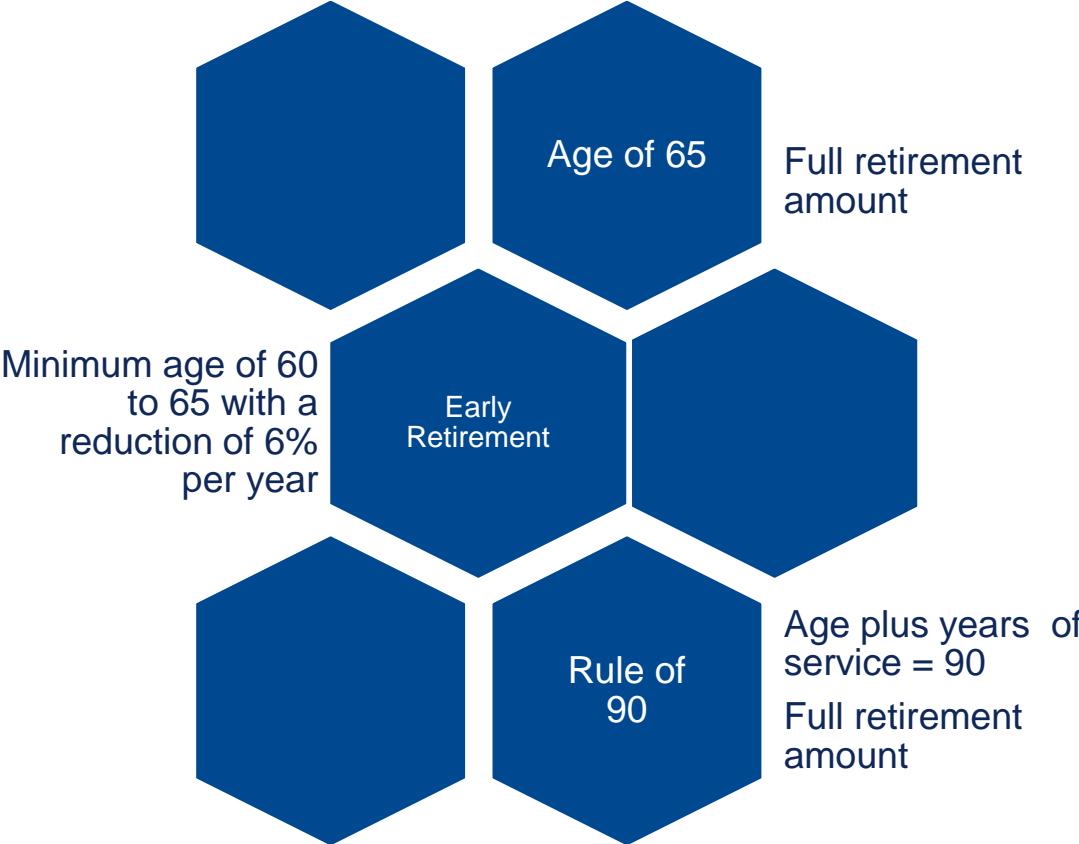 Age of 65
Full retirement
amount
Minimum age of 60
to 65 with a
reduction of 6%
per year
Early
Retirement
Rule of
90
Age plus years  of
service = 90
Full retirement
amount